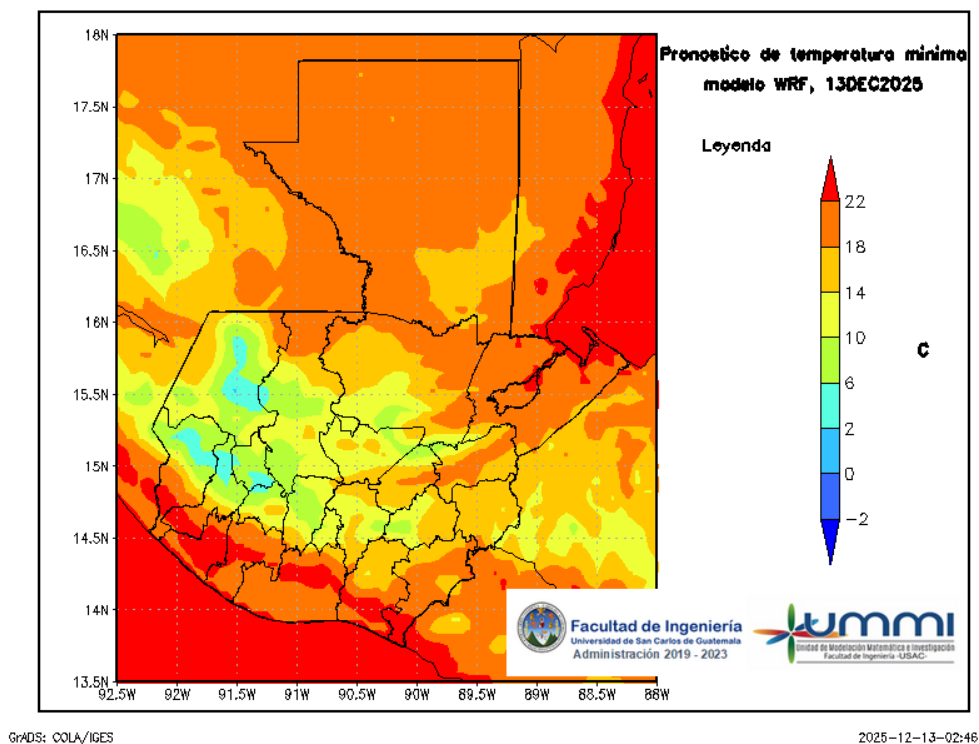 Pronostico de temperatura minima
modelo WRF, 13DEC2025
Leyenda
22
18
14
10
6
2
0
-2
C
18N
17.5N
17N
16.5N
16N
15.5N
15N
14.5N
14N
13.5N
92.5W 92W 91.5W 91W 90.5W 90W 89.5W 89W 88.5W 88W
Facultad de Ingeniería
Universidad de San Carlos de Guatemala
Administración 2019 - 2023
UMMI
Unidad de Modelación Matemática e Investigación
Facultad de Ingeniería -USAC-
GrADS: COLA/IGES
2025-12-13-02:46